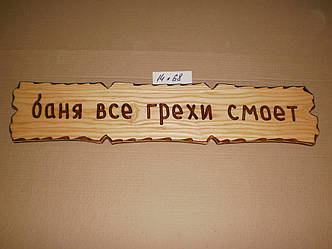 14 × 68
баня все грехи смоет